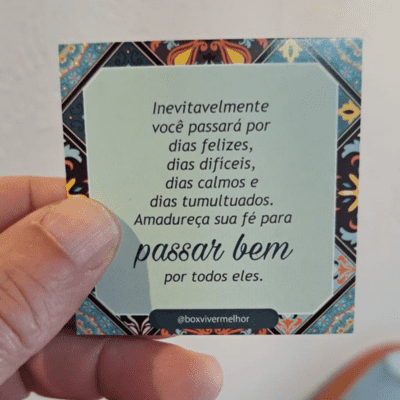 Inevitavelmente
você passará por
dias felizes,
dias difíceis,
dias calmos e
dias tumultuados.
Amadureça sua fé para
passar bem
por todos eles.
@boxvivermelhor